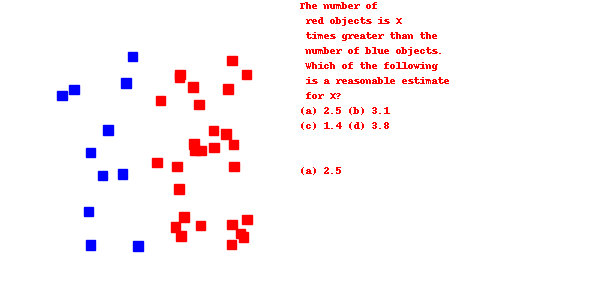 The number of
red objects is X
times greater than the
number of blue objects.
Which of the following
is a reasonable estimate
for X?
(a) 2.5 (b) 3.1
(c) 1.4 (d) 3.8
(a) 2.5